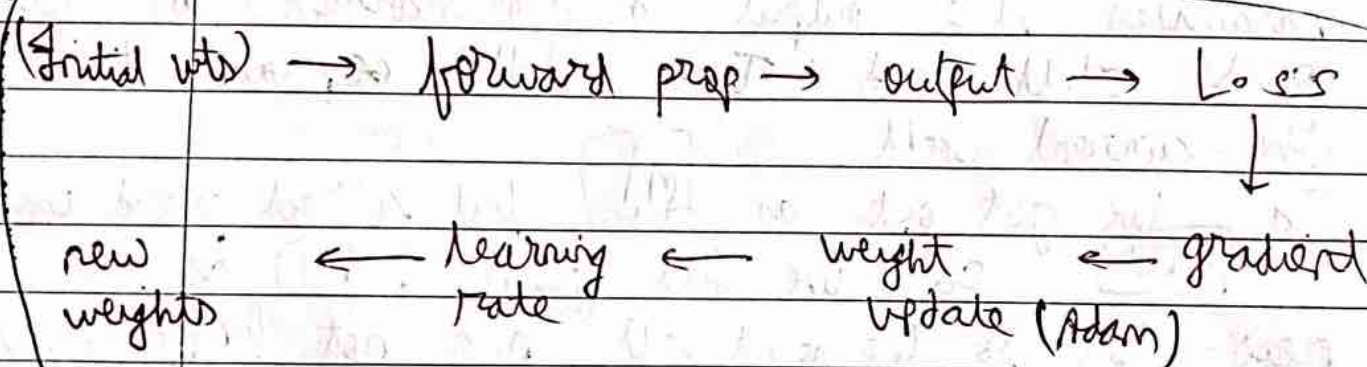 (Initial wts) → forward prop → output → Loss
↓
new ← learning ← weight ← gradient
weights rate update (Adam)